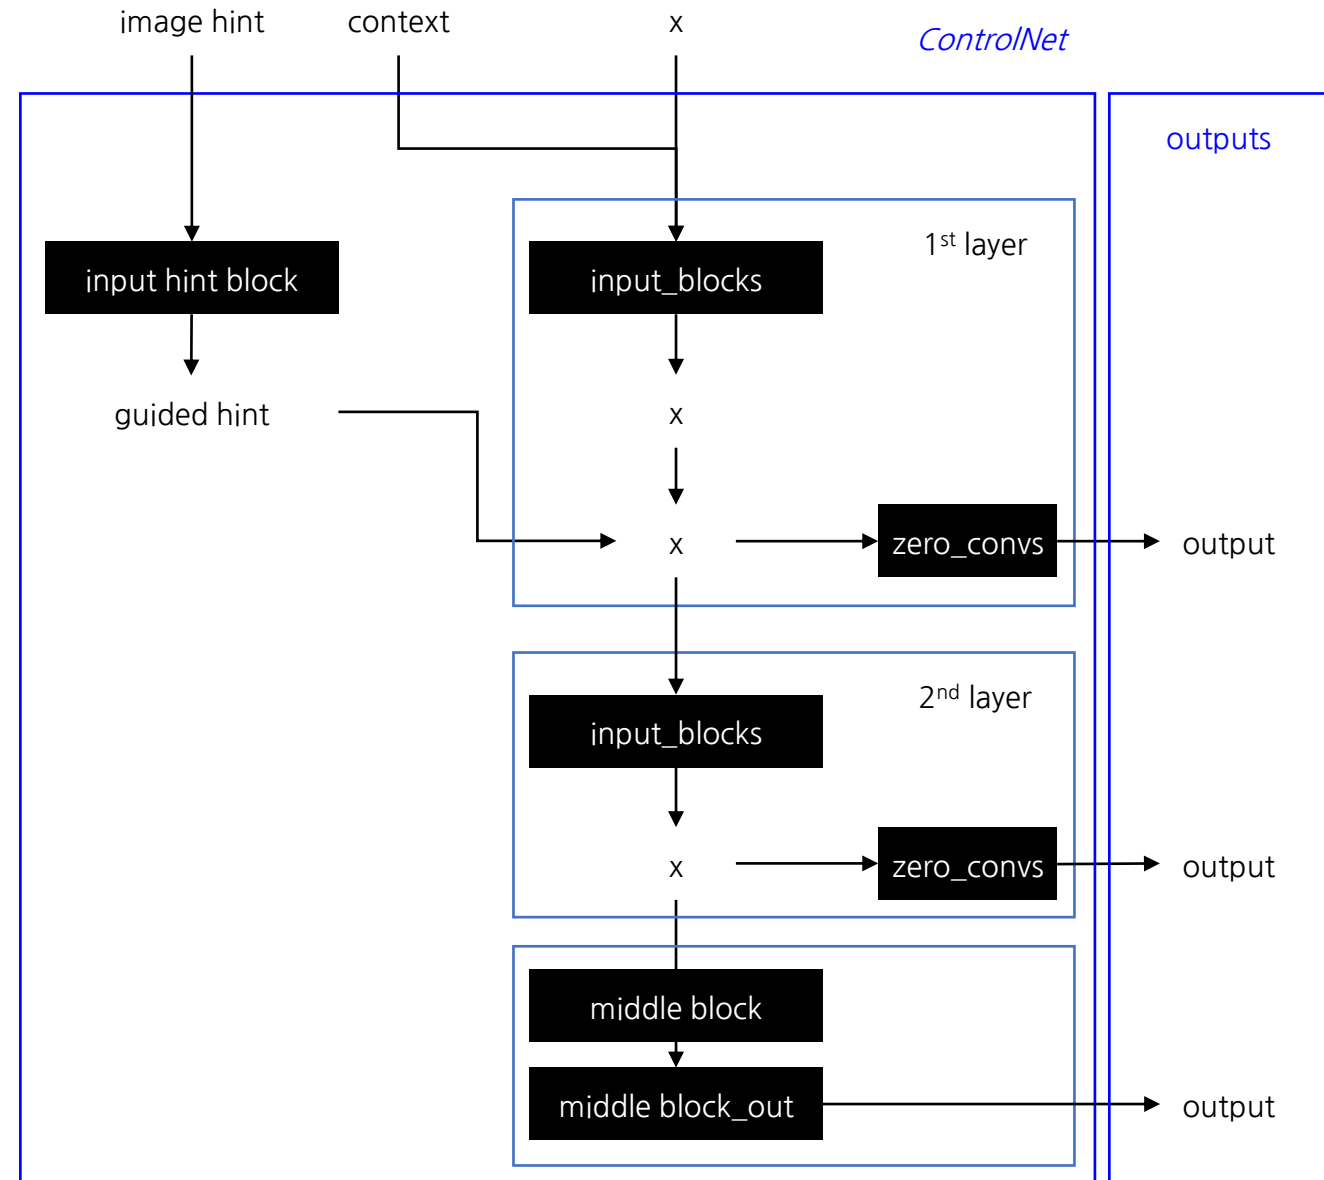 image hint
context
x
ControlNet
outputs
1st layer
input hint block
input_blocks
guided hint
x
x
zero_convs
output
2nd layer
input_blocks
x
zero_convs
output
middle block
middle block_out
output